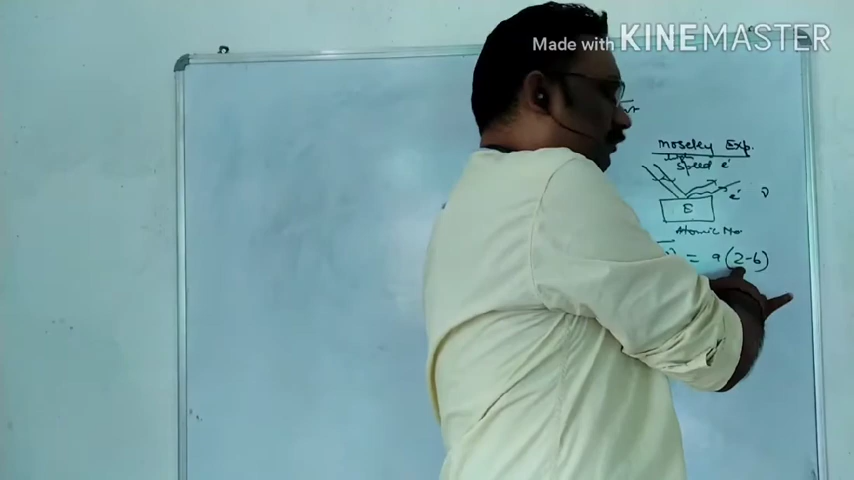 Made with KINEMASTER
Moseley Exp.
speed e'
e' ν
E
Atomic No
= a(Z-b)